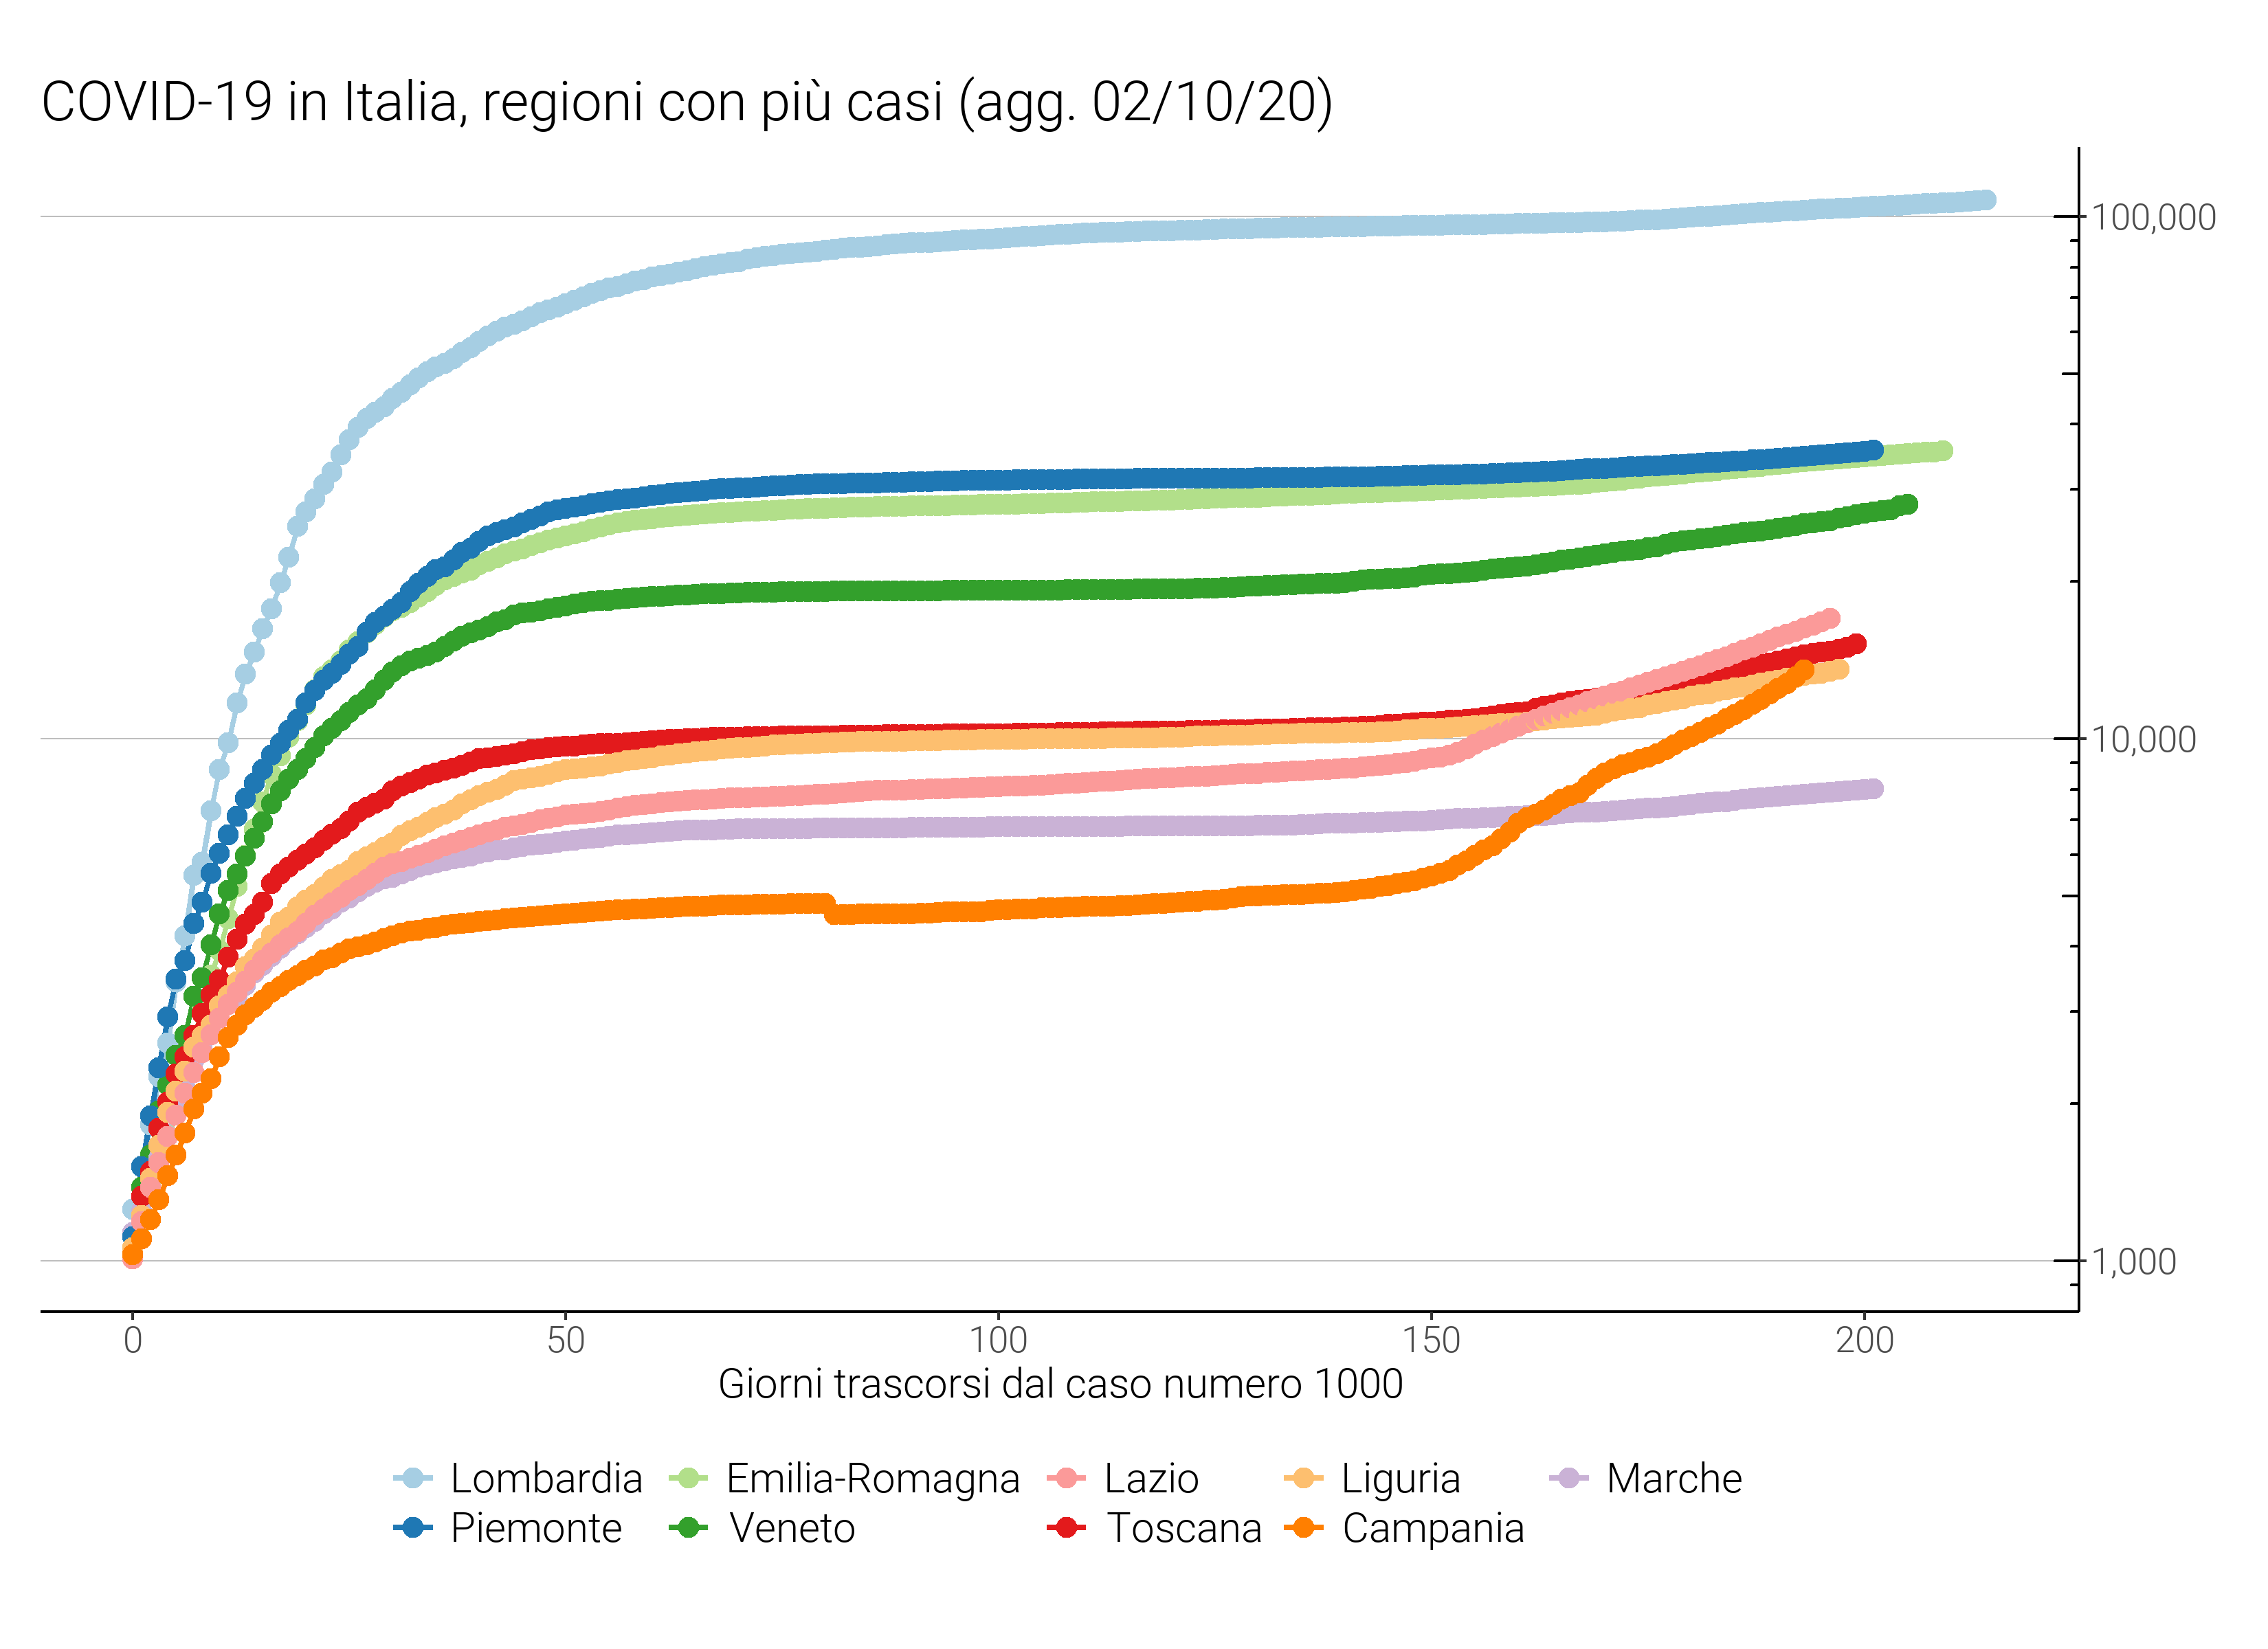 COVID-19 in Italia, regioni con più casi (agg. 02/10/20)
100,000
10,000
1,000
0 50 100 150 200
Giorni trascorsi dal caso numero 1000
Lombardia Emilia-Romagna Lazio Liguria Marche
Piemonte Veneto Toscana Campania